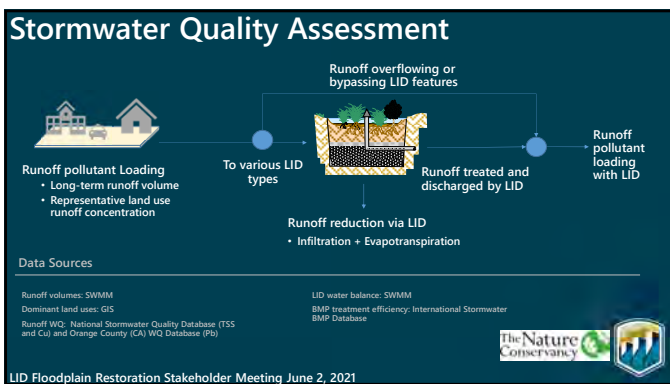 Stormwater Quality Assessment
Runoff overflowing or
bypassing LID features
Runoff pollutant Loading
• Long-term runoff volume
• Representative land use
runoff concentration
To various LID
types
Runoff treated and
discharged by LID
Runoff
pollutant
loading
with LID
Runoff reduction via LID
• Infiltration + Evapotranspiration
Data Sources
Runoff volumes: SWMM
Dominant land uses: GIS
Runoff WQ: National Stormwater Quality Database (TSS
and Cu) and Orange County (CA) WQ Database (Pb)
LID water balance: SWMM
BMP treatment efficiency: International Stormwater
BMP Database
The Nature
Conservancy
LID Floodplain Restoration Stakeholder Meeting June 2, 2021